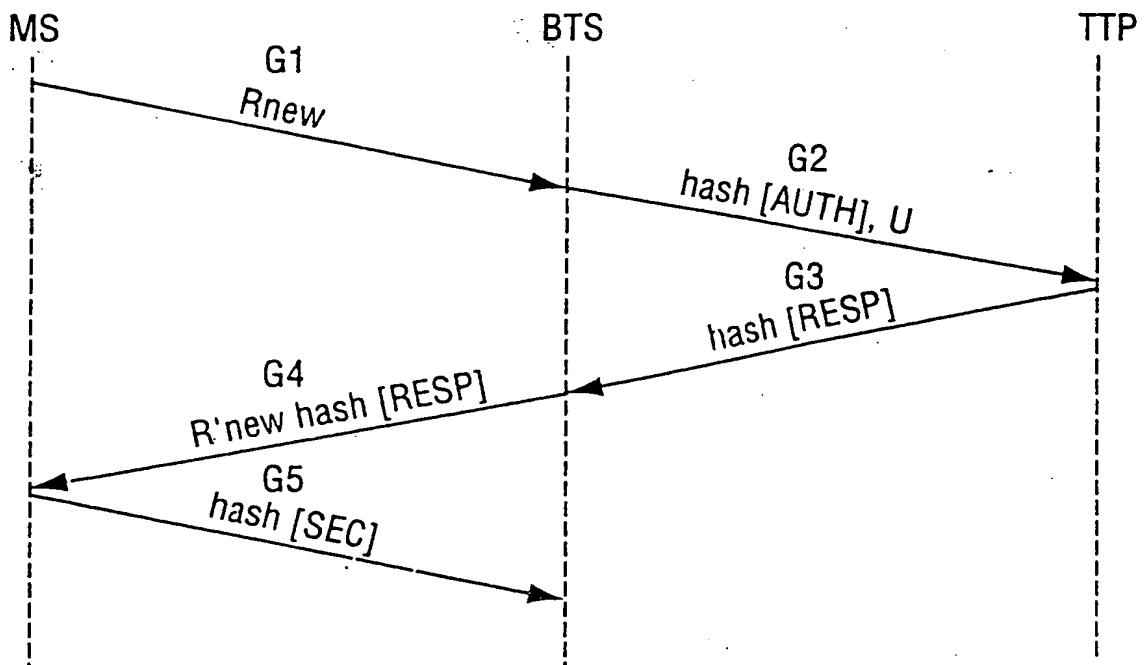 MS
BTS
TTP
G1
Rnew
G2
hash [AUTH], U
G3
hash [RESP]
G4
R'new hash [RESP]
G5
hash [SEC]